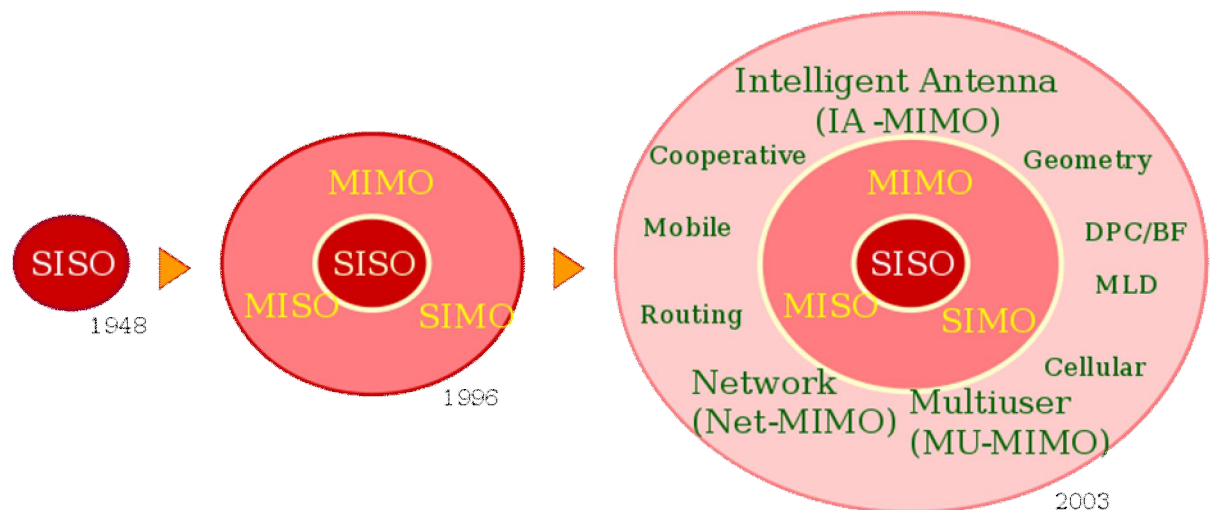 SISO
1948
MIMO
SISO
MISO
SIMO
1996
Intelligent Antenna
(IA -MIMO)
Cooperative
Geometry
MIMO
Mobile
DPC/BF
SISO
MLD
MISO
SIMO
Routing
Cellular
Network
(Net-MIMO)
Multiuser
(MU-MIMO)
2003